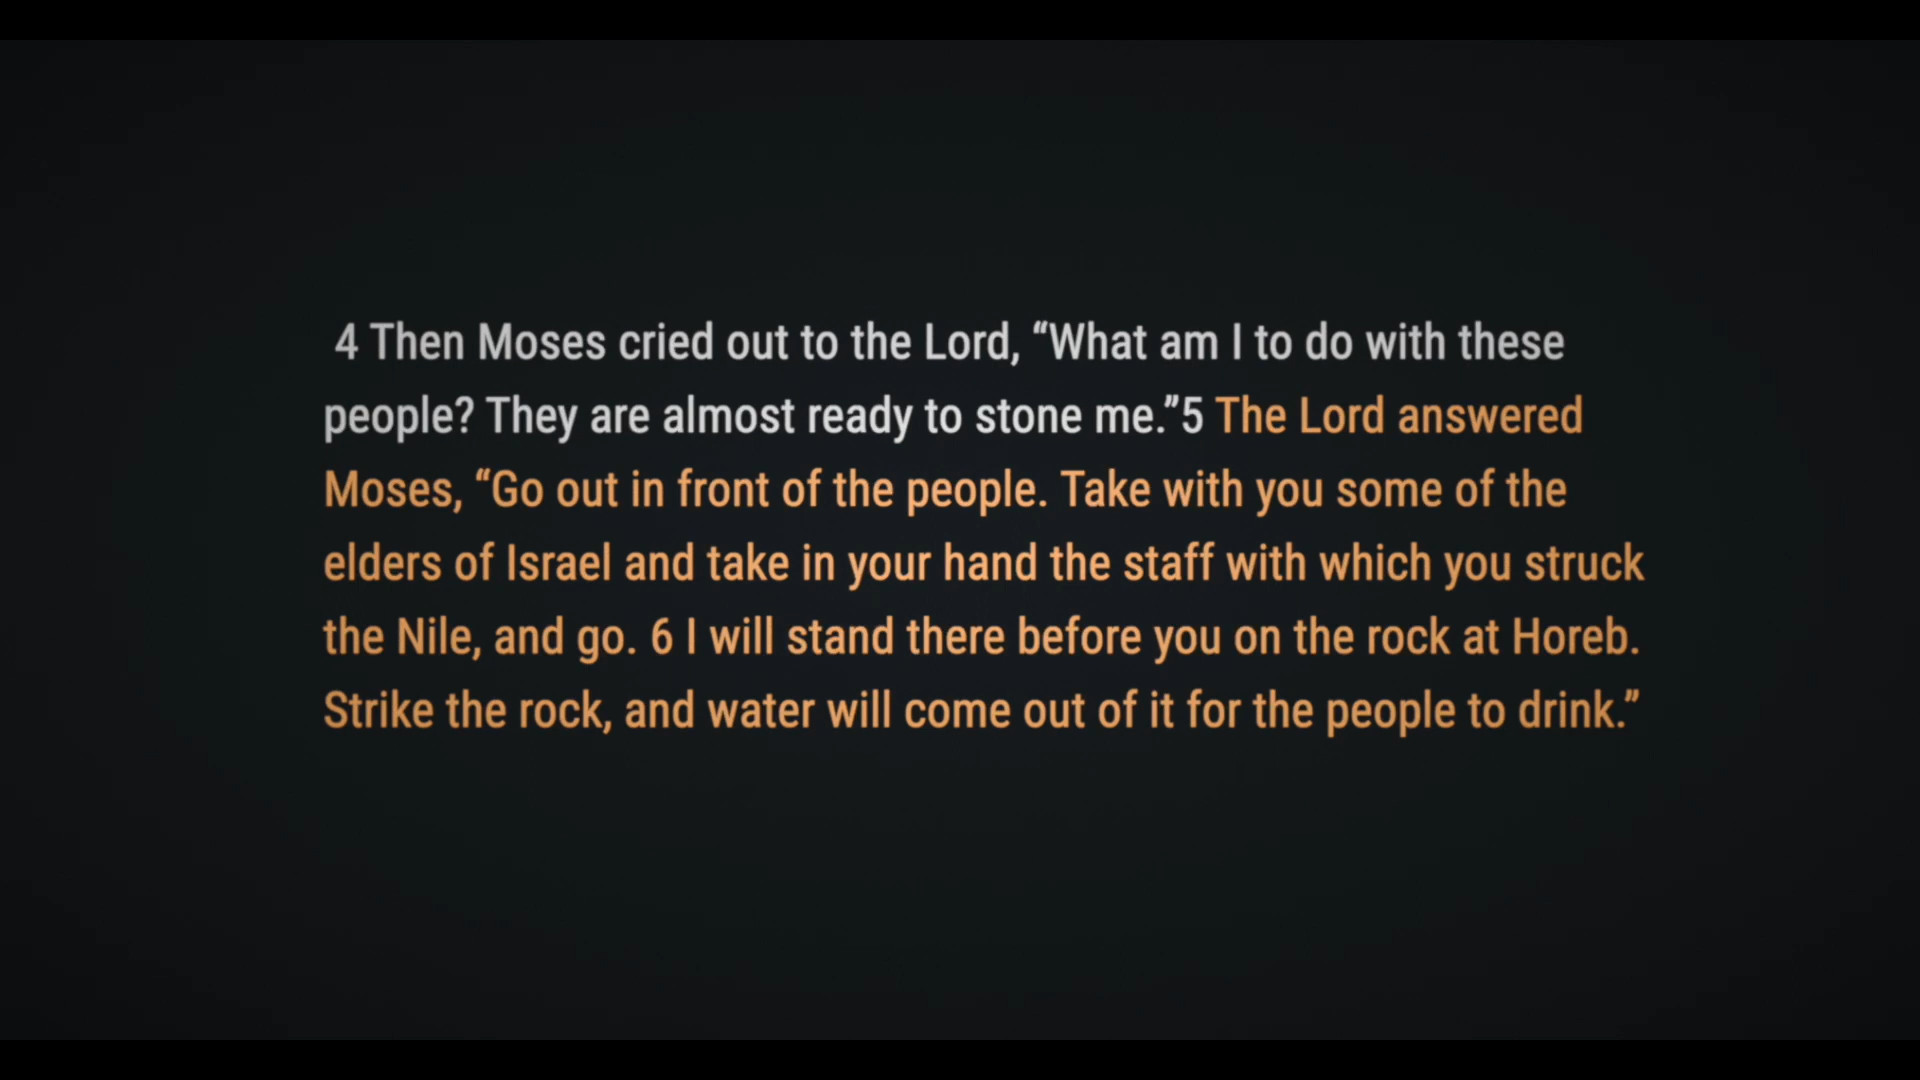 4 Then Moses cried out to the Lord, “What am I to do with these
people? They are almost ready to stone me.”5 The Lord answered
Moses, “Go out in front of the people. Take with you some of the
elders of Israel and take in your hand the staff with which you struck
the Nile, and go. 6 I will stand there before you on the rock at Horeb.
Strike the rock, and water will come out of it for the people to drink.”